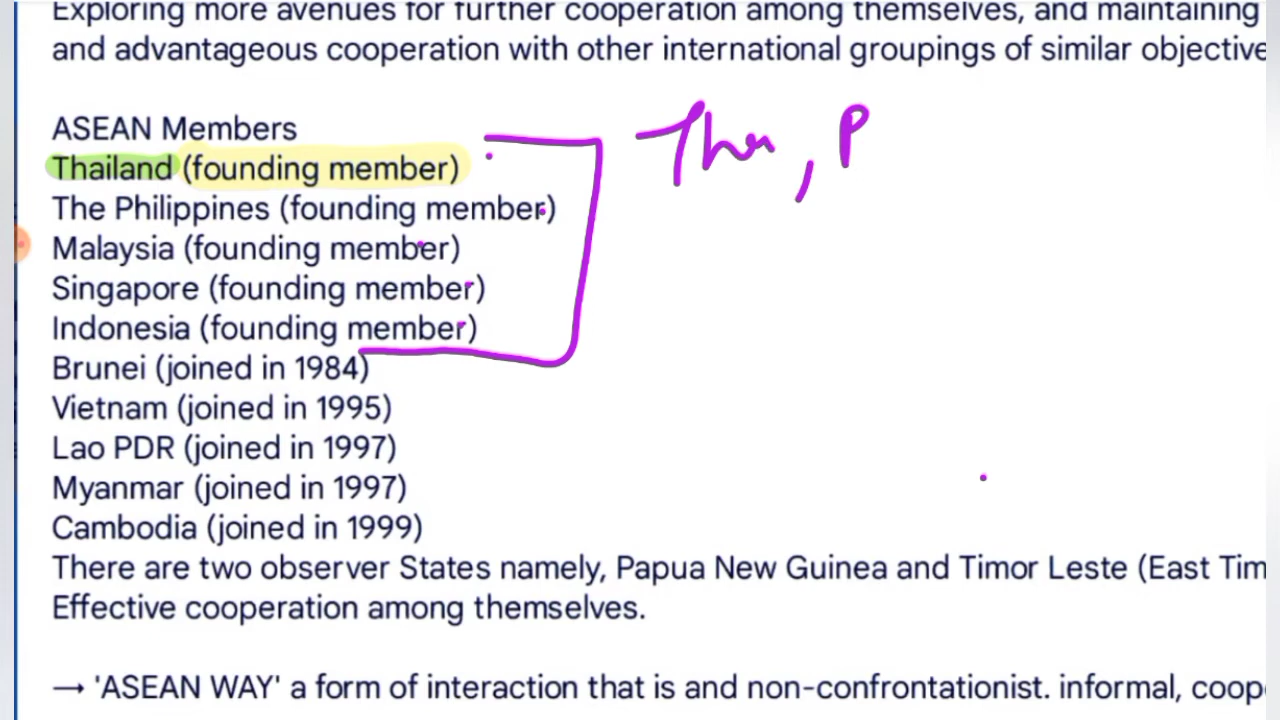 Exploring more avenues for further cooperation among themselves, and maintaining
and advantageous cooperation with other international groupings of similar objective
ASEAN Members
Thailand (founding member)
The Philippines (founding member)
Malaysia (founding member)
Singapore (founding member)
Indonesia (founding member)
Brunei (joined in 1984)
Vietnam (joined in 1995)
Lao PDR (joined in 1997)
Myanmar (joined in 1997)
Cambodia (joined in 1999)
There are two observer States namely, Papua New Guinea and Timor Leste (East Tim
Effective cooperation among themselves.
→ 'ASEAN WAY' a form of interaction that is and non-confrontationist. informal, coop